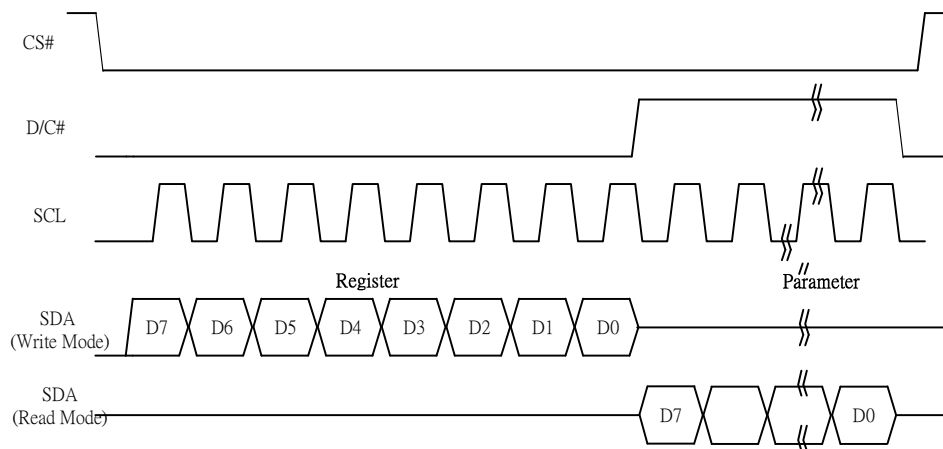 CS#
D/C#
SCL
Register
Parameter
SDA
(Write Mode)
D7 D6 D5 D4 D3 D2 D1 D0
SDA
(Read Mode)
D7 D0